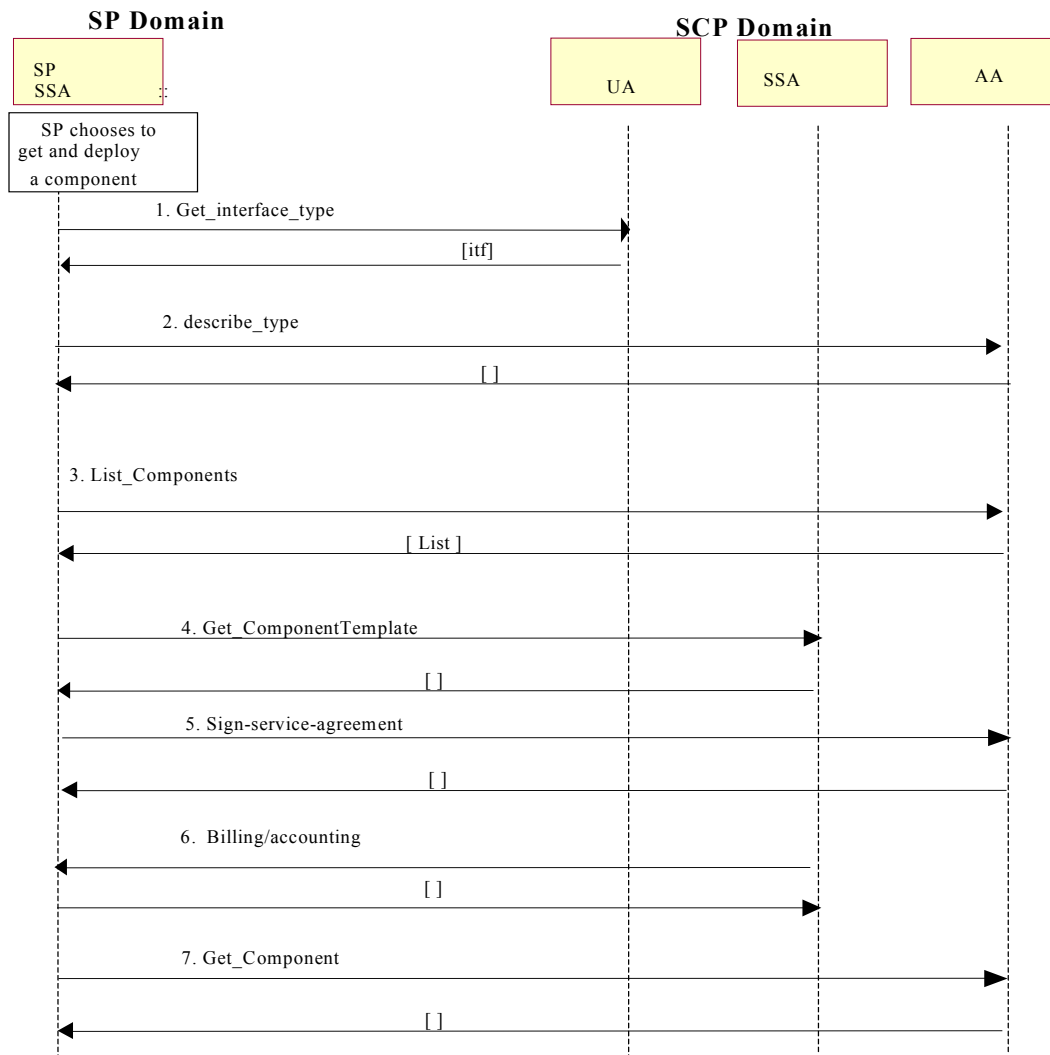 SP Domain
SCP Domain
SP
SSA ::
UA
SSA
AA
SP chooses to
get and deploy
a component
1. Get_interface_type
[itf]
2. describe_type
[ ]
3. List_Components
[ List ]
4. Get_ComponentTemplate
[ ]
5. Sign-service-agreement
[ ]
6. Billing/accounting
[ ]
7. Get_Component
[ ]